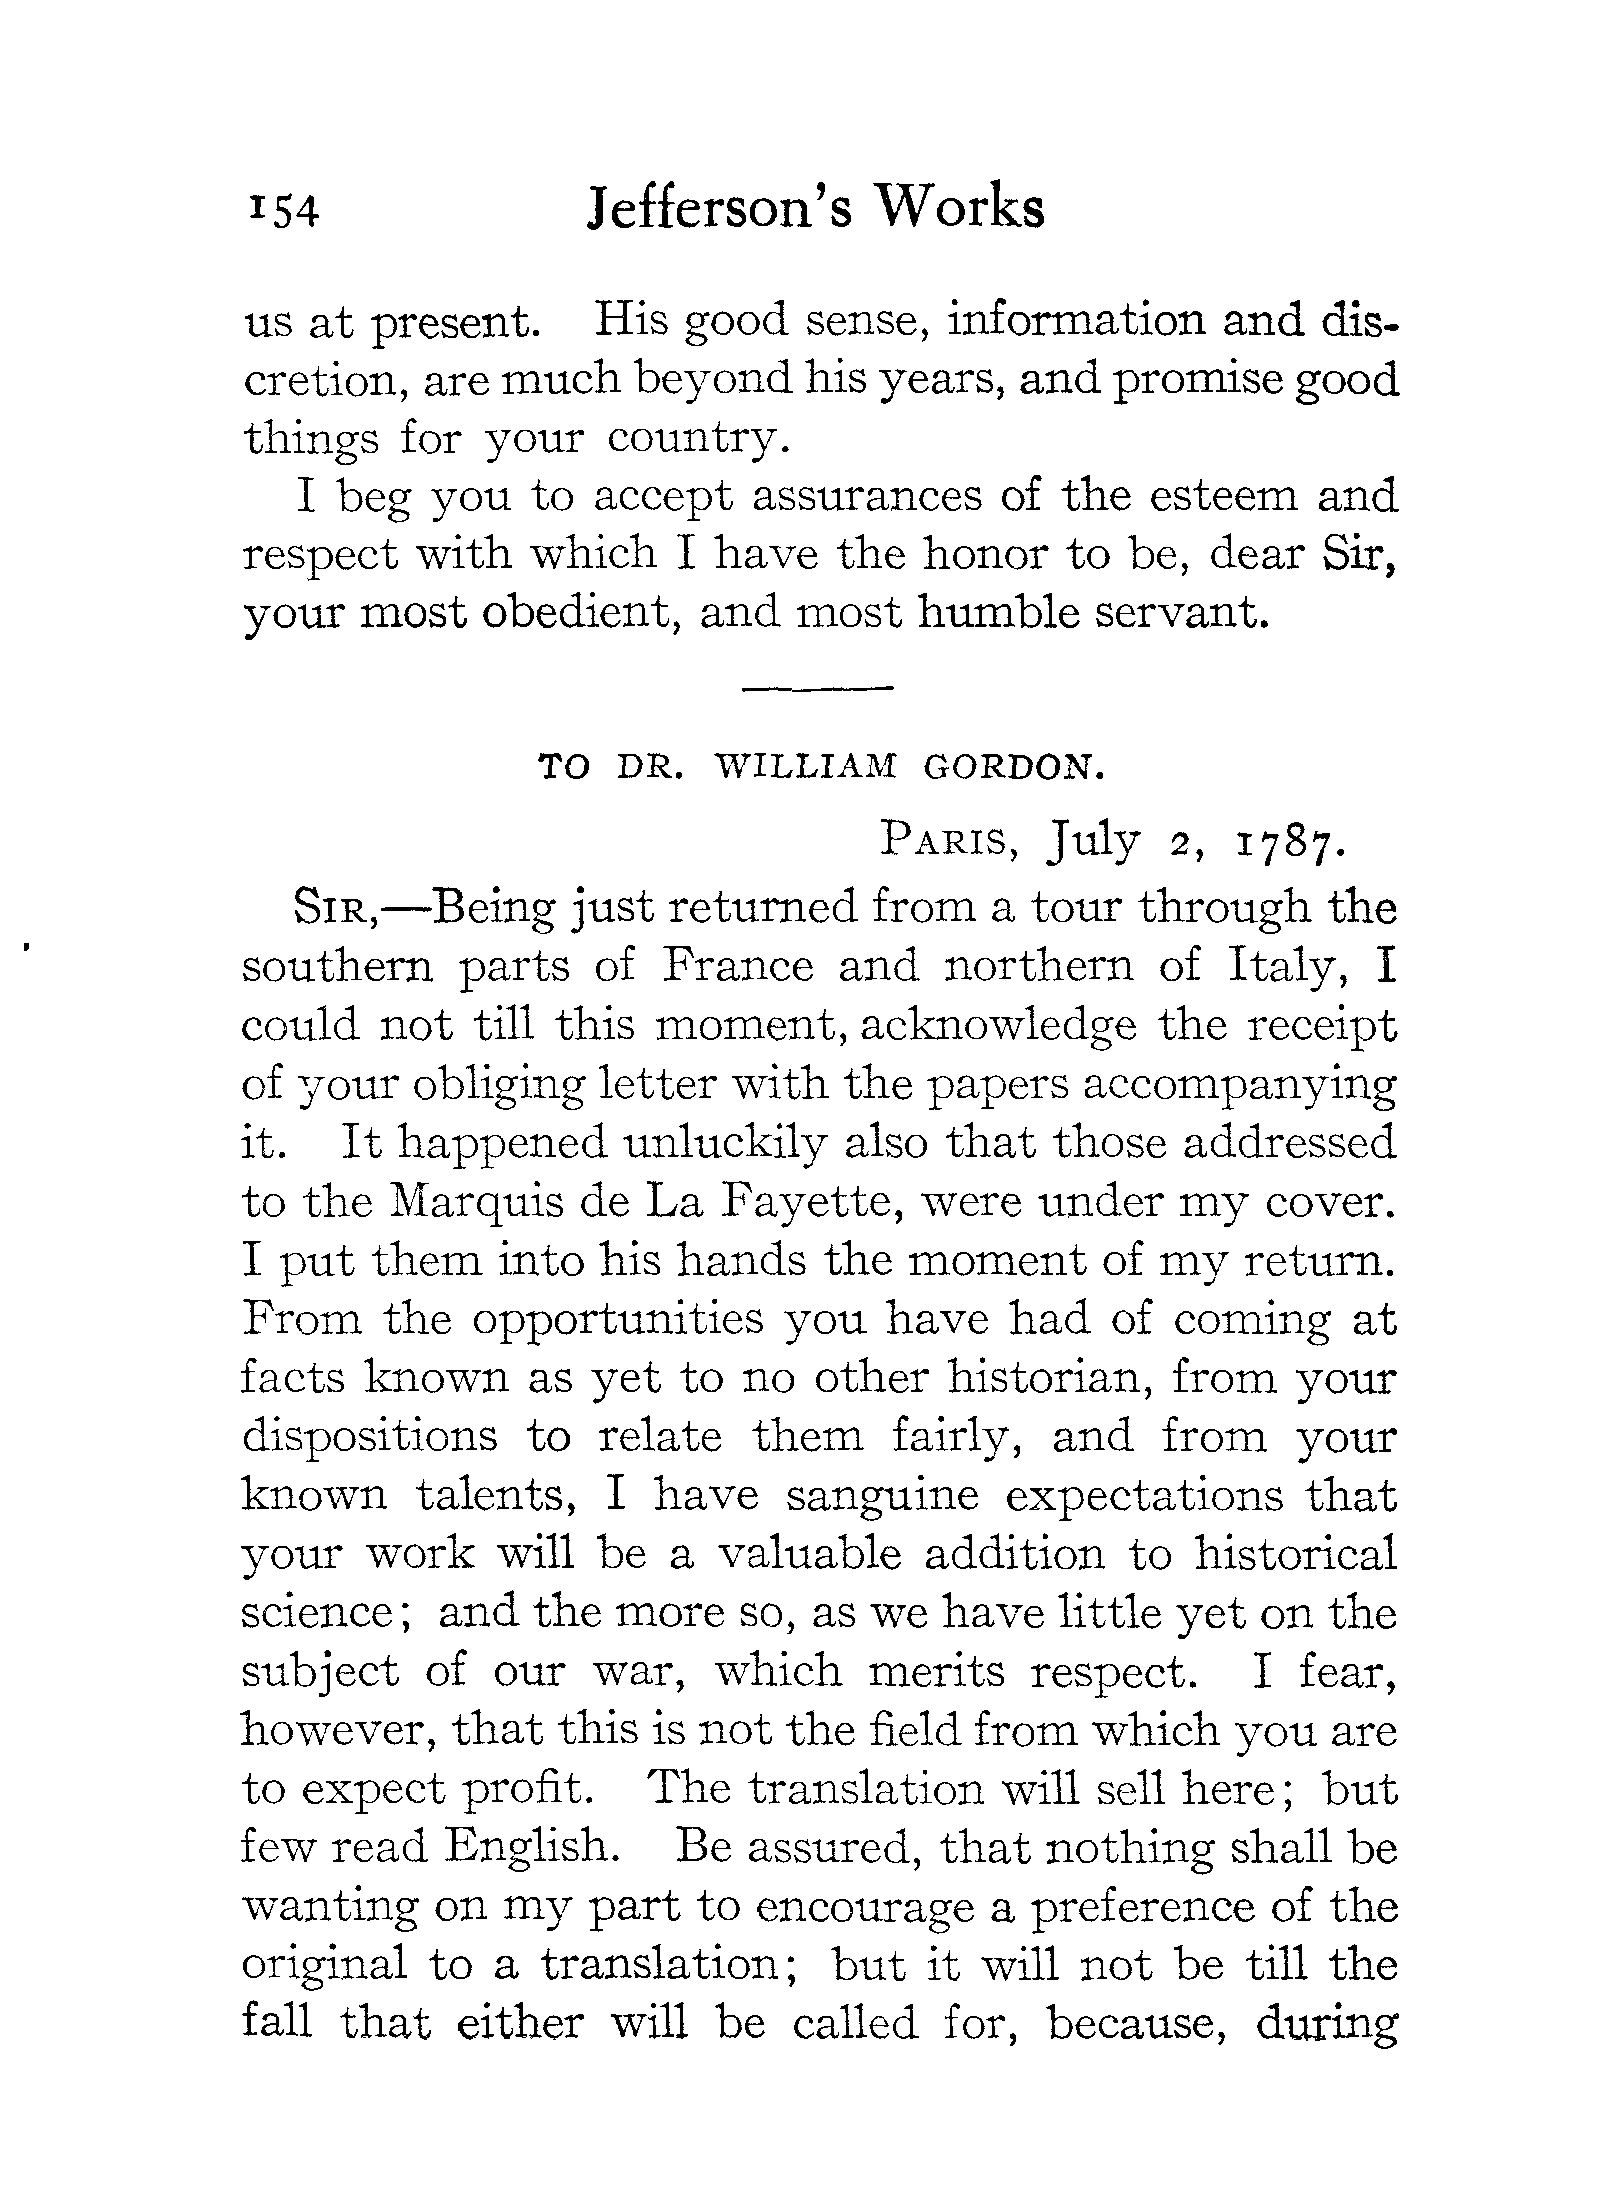 154 Jefferson's Works
us at present. His good sense, information and dis-
cretion, are much beyond his years, and promise good
things for your country.
I beg you to accept assurances of the esteem and
respect with which I have the honor to be, dear Sir,
your most obedient, and most humble servant.
TO DR. WILLIAM GORDON.
PARIS, July 2, 1787.
SIR,—Being just returned from a tour through the
southern parts of France and northern of Italy, I
could not till this moment, acknowledge the receipt
of your obliging letter with the papers accompanying
it. It happened unluckily also that those addressed
to the Marquis de La Fayette, were under my cover.
I put them into his hands the moment of my return.
From the opportunities you have had of coming at
facts known as yet to no other historian, from your
dispositions to relate them fairly, and from your
known talents, I have sanguine expectations that
your work will be a valuable addition to historical
science; and the more so, as we have little yet on the
subject of our war, which merits respect. I fear,
however, that this is not the field from which you are
to expect profit. The translation will sell here; but
few read English. Be assured, that nothing shall be
wanting on my part to encourage a preference of the
original to a translation; but it will not be till the
fall that either will be called for, because, during